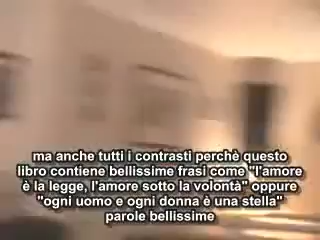 ma anche tutti i contrasti perchè questo
libro contiene bellissime frasi come "l'amore
è la legge, l'amore sotto la volontà" oppure
"ogni uomo e ogni donna è una stella"
parole bellissime